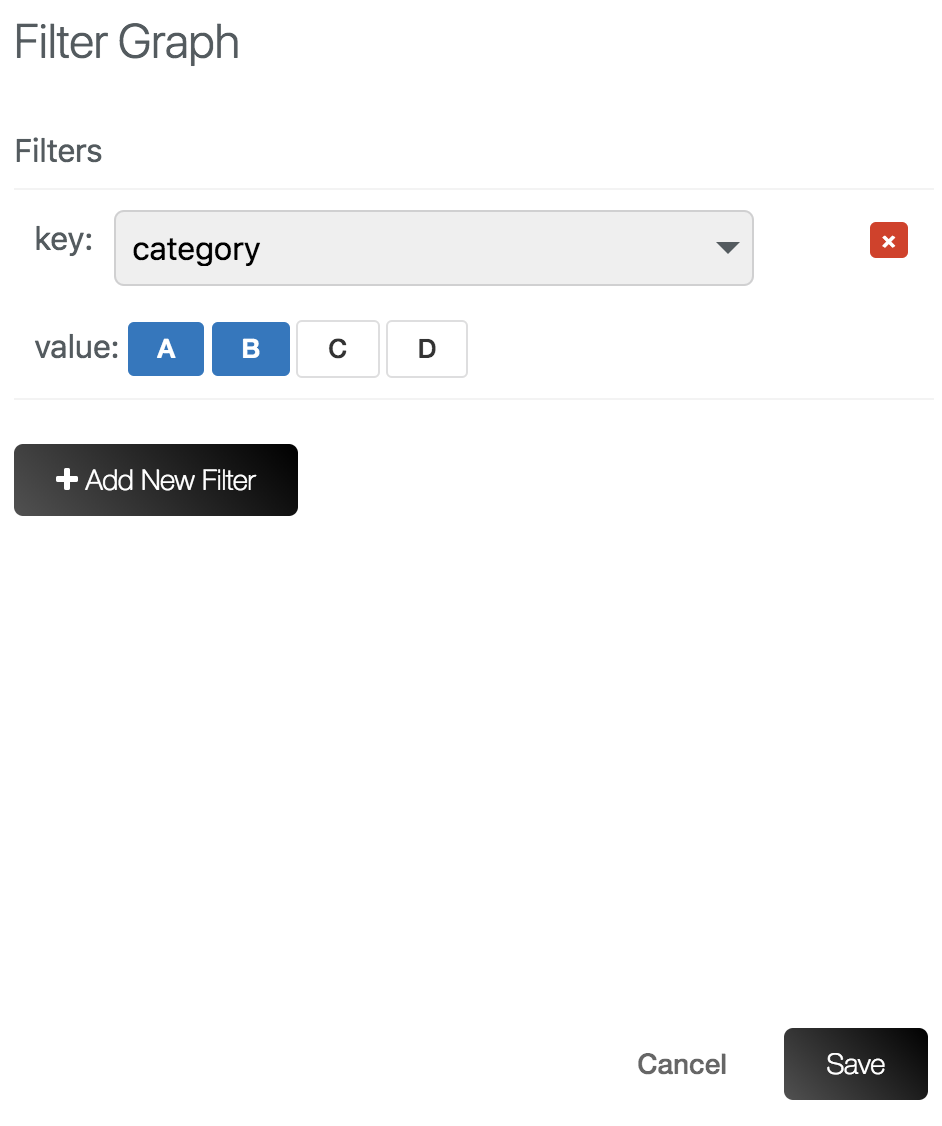 Filter Graph
Filters
key: category
value: A B C D
Add New Filter
Cancel Save